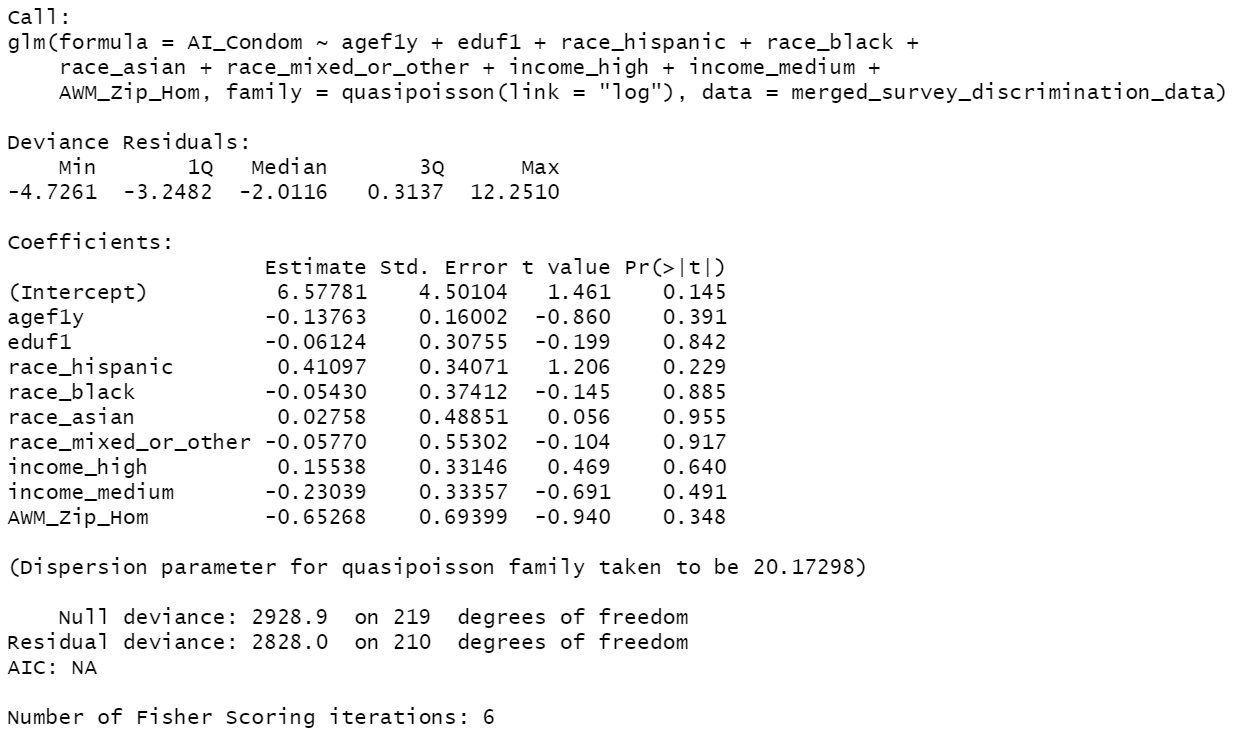 Call:
glm(formula = AI_Condom ~ agef1y + eduf1 + race_hispanic + race_black +
    race_asian + race_mixed_or_other + income_high + income_medium +
    AWM_Zip_Hom, family = quasipoisson(link = "log"), data = merged_survey_discrimination_data)

Deviance Residuals:
    Min       1Q   Median       3Q      Max
-4.7261  -3.2482  -2.0116   0.3137  12.2510

Coefficients:
                    Estimate Std. Error t value Pr(>|t|)
(Intercept)          6.57781    4.50104   1.461    0.145
agef1y              -0.13763    0.16002  -0.860    0.391
eduf1               -0.06124    0.30755  -0.199    0.842
race_hispanic        0.41097    0.34071   1.206    0.229
race_black          -0.05430    0.37412  -0.145    0.885
race_asian           0.02758    0.48851   0.056    0.955
race_mixed_or_other -0.05770    0.55302  -0.104    0.917
income_high          0.15538    0.33146   0.469    0.640
income_medium       -0.23039    0.33357  -0.691    0.491
AWM_Zip_Hom         -0.65268    0.69399  -0.940    0.348

(Dispersion parameter for quasipoisson family taken to be 20.17298)

    Null deviance: 2928.9  on 219  degrees of freedom
Residual deviance: 2828.0  on 210  degrees of freedom
AIC: NA

Number of Fisher Scoring iterations: 6